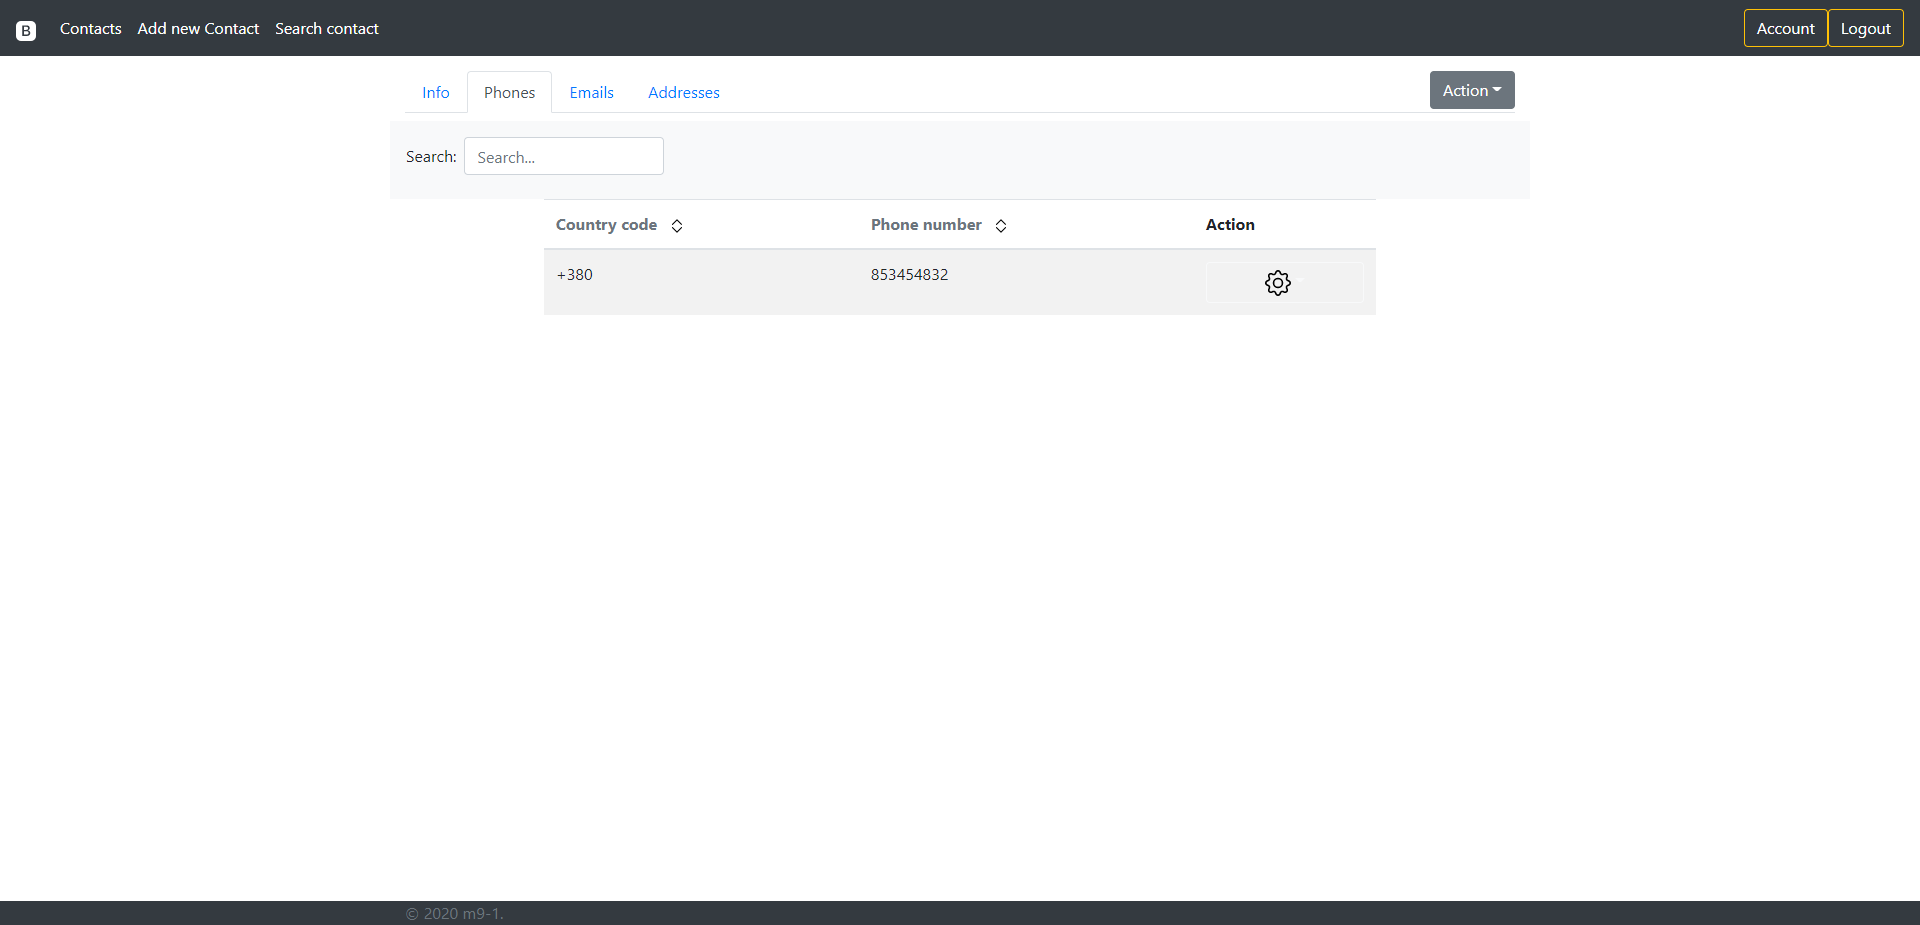 B Contacts Add new Contact Search contact Account Logout
Info Phones Emails Addresses Action
Search: Search...
Country code Phone number Action
+380 853454832
© 2020 m9-1.